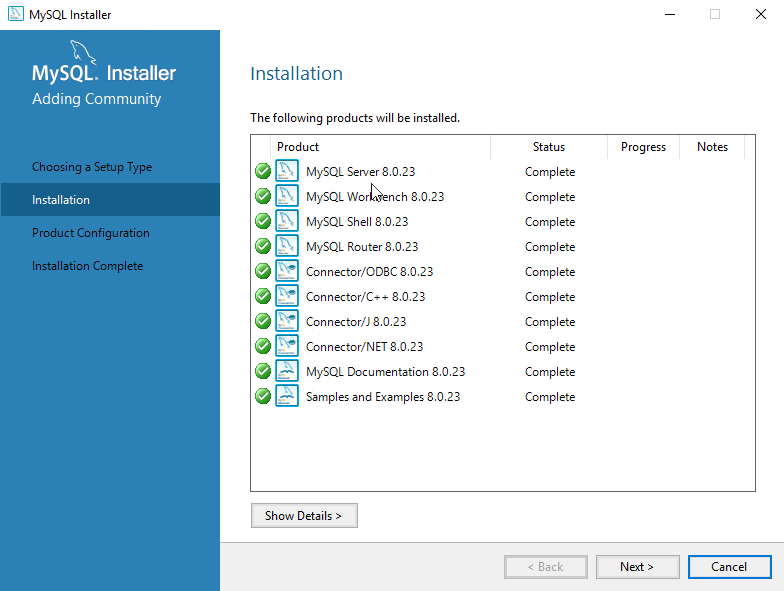 MySQL Installer
MySQL. Installer
Adding Community
Choosing a Setup Type
Installation
Product Configuration
Installation Complete
Installation
The following products will be installed.
Product Status Progress Notes
MySQL Server 8.0.23 Complete
MySQL Workbench 8.0.23 Complete
MySQL Shell 8.0.23 Complete
MySQL Router 8.0.23 Complete
Connector/ODBC 8.0.23 Complete
Connector/C++ 8.0.23 Complete
Connector/J 8.0.23 Complete
Connector/NET 8.0.23 Complete
MySQL Documentation 8.0.23 Complete
Samples and Examples 8.0.23 Complete
Show Details >
< Back Next > Cancel